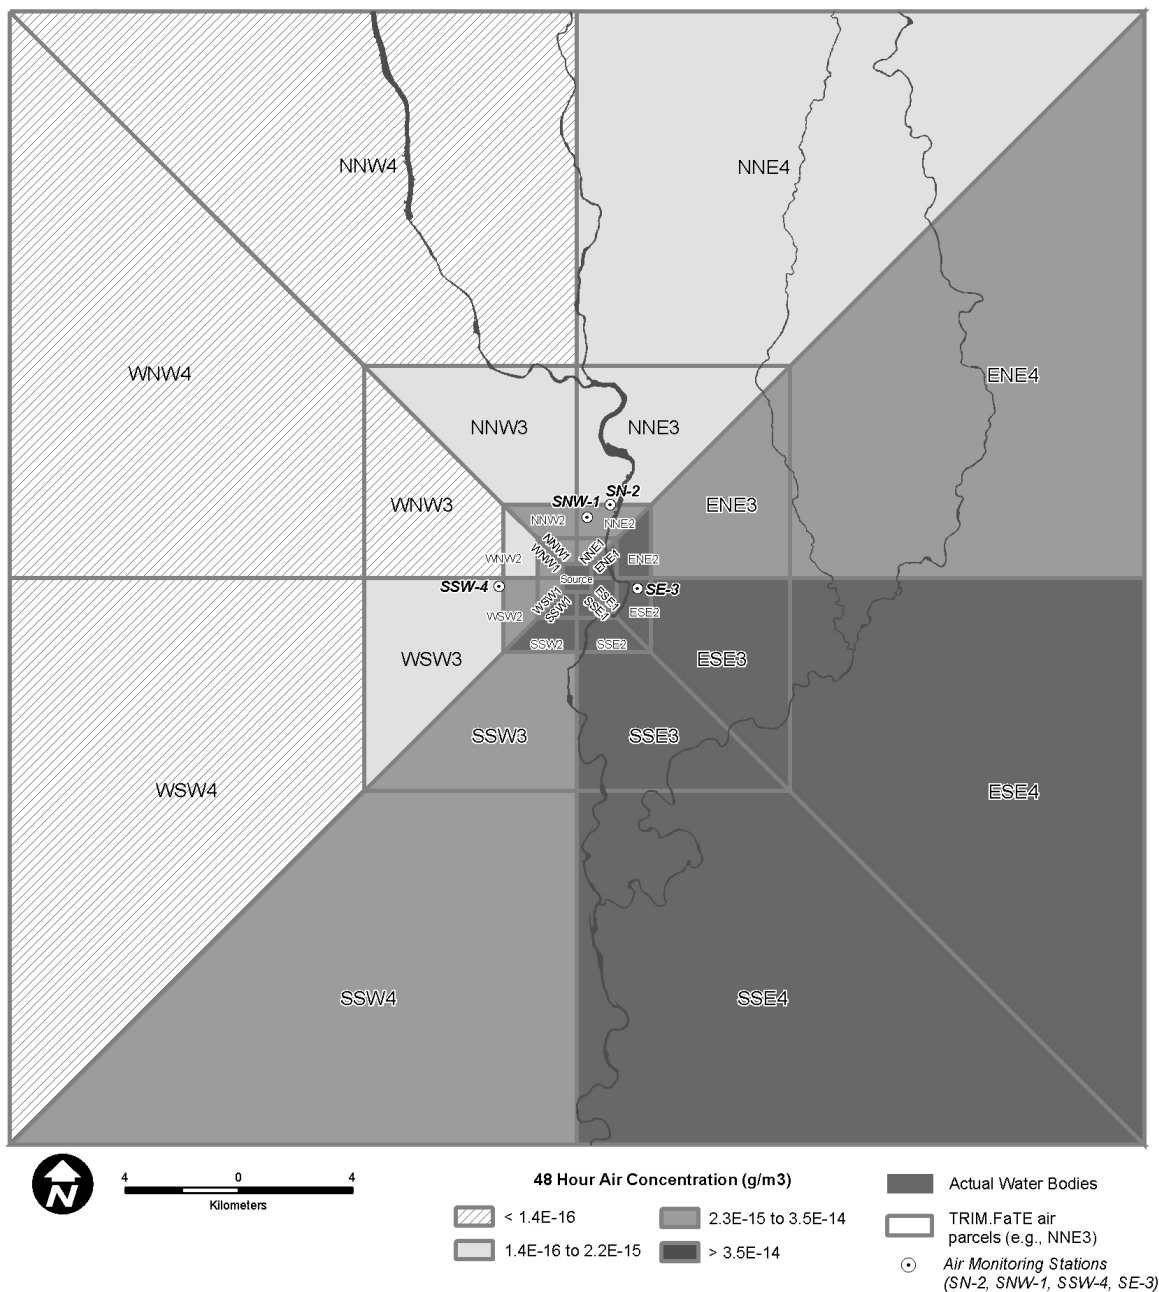 NNW4
NNE4
WNW4
ENE4
NNW3
NNE3
WNW3
SNW-1
SN-2
ENE3
NNW2
NNE2
NNW1
NNE1
WNW1
ENE1
WNW2
ENE2
Source
SSW-4
SE-3
WSW1
ESE1
SSW1
SSE1
WSW2
ESE2
SSW2
SSE2
WSW3
ESE3
SSW3
SSE3
WSW4
ESE4
SSW4
SSE4
N
4 0 4
Kilometers
48 Hour Air Concentration (g/m3)
< 1.4E-16
2.3E-15 to 3.5E-14
1.4E-16 to 2.2E-15
> 3.5E-14
Actual Water Bodies
TRIM.FaTE air
parcels (e.g., NNE3)
Air Monitoring Stations
(SN-2, SNW-1, SSW-4, SE-3)